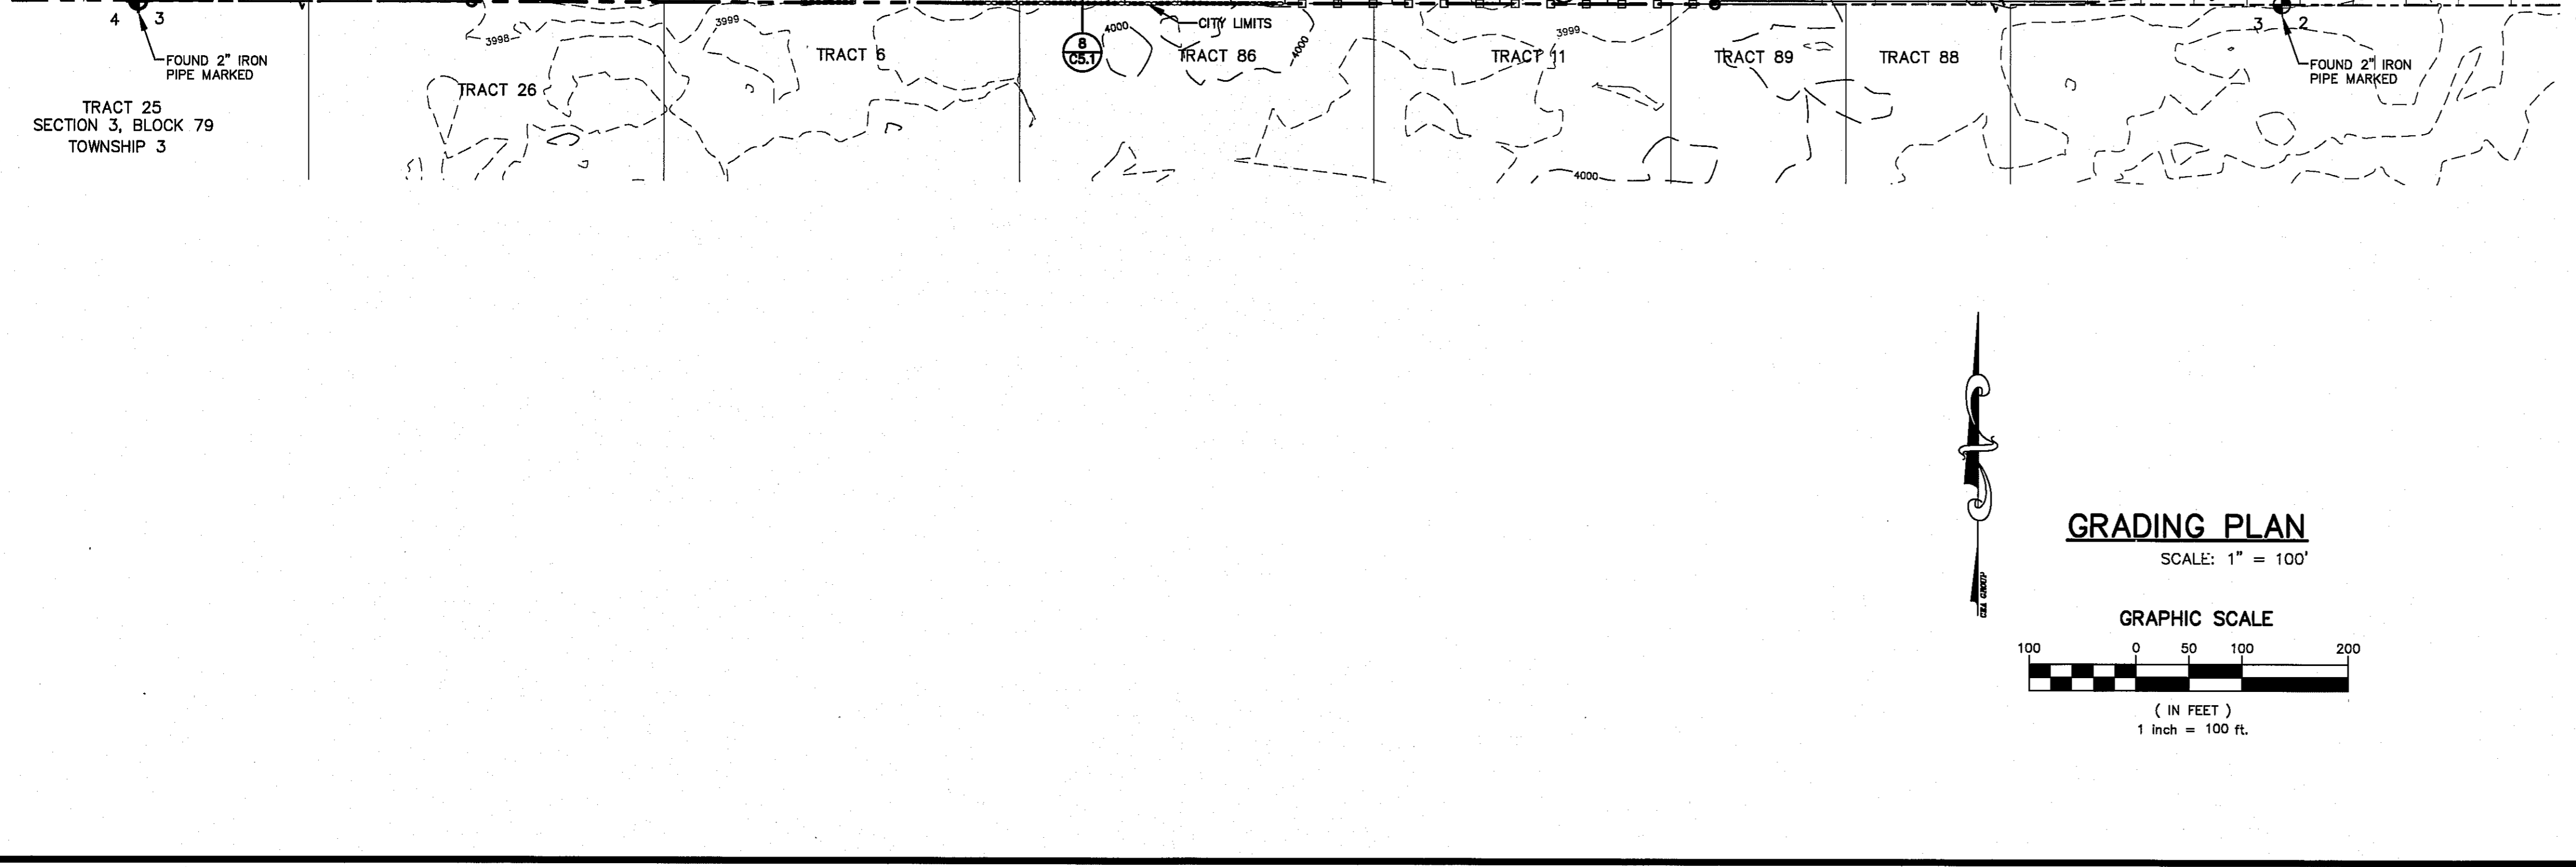 4 3
FOUND 2" IRON
PIPE MARKED
TRACT 25
SECTION 3, BLOCK 79
TOWNSHIP 3
3998
TRACT 26
3999
TRACT 6
8
C5.1
4000
CITY LIMITS
TRACT 86
4000
3999
TRACT 11
4000
TRACT 89
TRACT 88
3 2
FOUND 2" IRON
PIPE MARKED
CEA GROUP
GRADING PLAN
SCALE: 1" = 100'
GRAPHIC SCALE
100 0 50 100 200
( IN FEET )
1 inch = 100 ft.